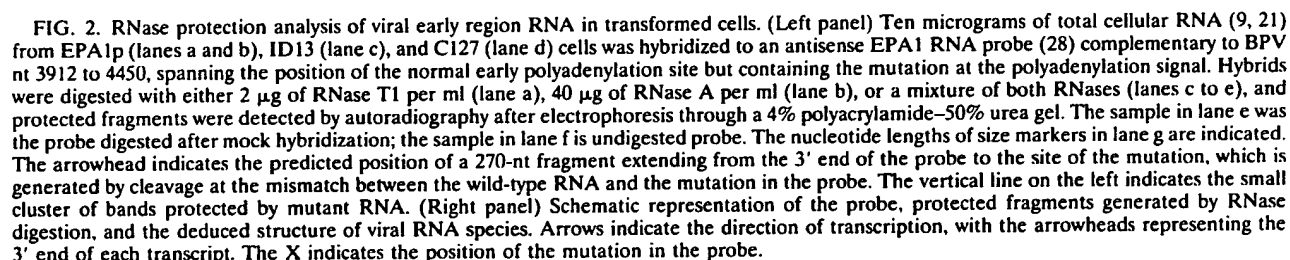 FIG. 2. RNase protection analysis of viral early region RNA in transformed cells. (Left panel) Ten micrograms of total cellular RNA (9, 21)
from EPA1p (lanes a and b), ID13 (lane c), and C127 (lane d) cells was hybridized to an antisense EPA1 RNA probe (28) complementary to BPV
nt 3912 to 4450, spanning the position of the normal early polyadenylation site but containing the mutation at the polyadenylation signal. Hybrids
were digested with either 2 μg of RNase T1 per ml (lane a), 40 μg of RNase A per ml (lane b), or a mixture of both RNases (lanes c to e), and
protected fragments were detected by autoradiography after electrophoresis through a 4% polyacrylamide–50% urea gel. The sample in lane e was
the probe digested after mock hybridization; the sample in lane f is undigested probe. The nucleotide lengths of size markers in lane g are indicated.
The arrowhead indicates the predicted position of a 270-nt fragment extending from the 3' end of the probe to the site of the mutation, which is
generated by cleavage at the mismatch between the wild-type RNA and the mutation in the probe. The vertical line on the left indicates the small
cluster of bands protected by mutant RNA. (Right panel) Schematic representation of the probe, protected fragments generated by RNase
digestion, and the deduced structure of viral RNA species. Arrows indicate the direction of transcription, with the arrowheads representing the
3' end of each transcript. The X indicates the position of the mutation in the probe.